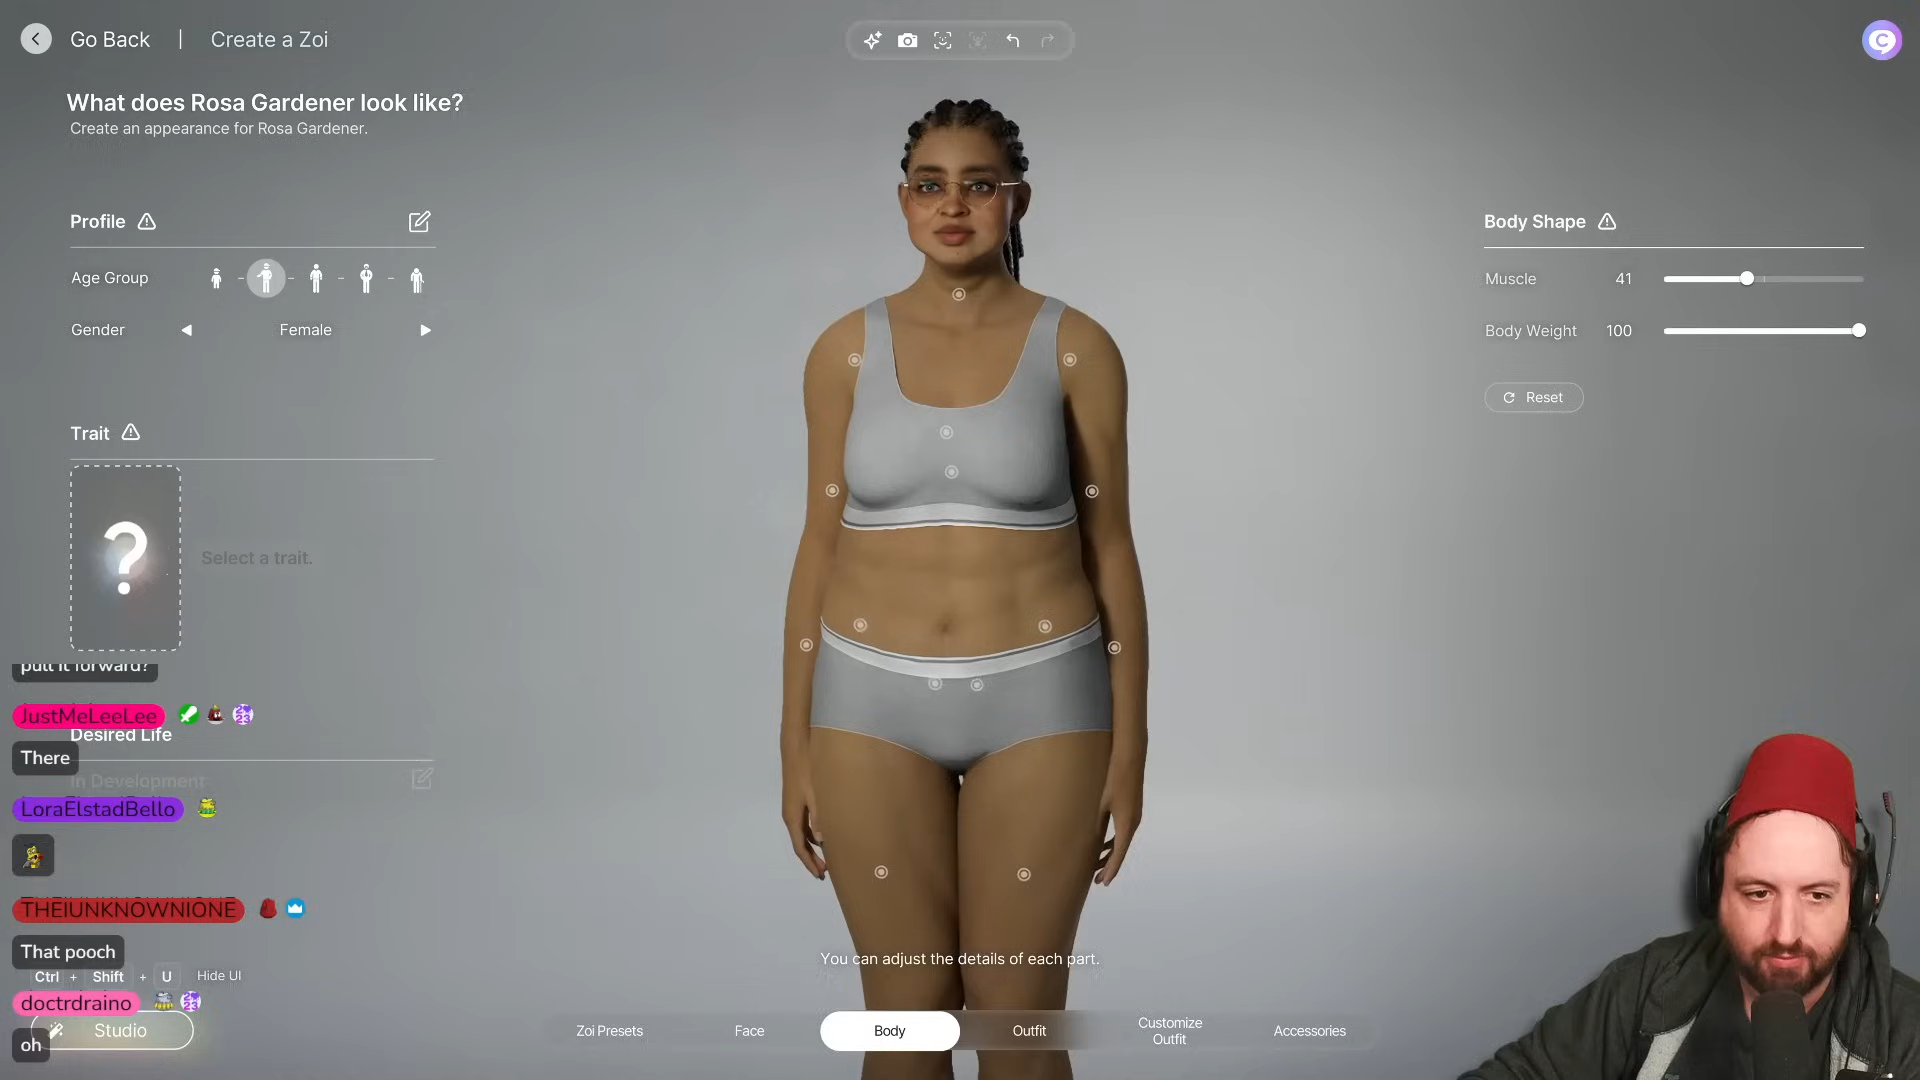 Go Back | Create a Zoi
What does Rosa Gardener look like?
Create an appearance for Rosa Gardener.
Profile
Age Group
Gender
Female
Trait
?
Select a trait.
pull it forward?
JustMeLeeLee
Desired Life
There
In Development
LoraElstadBello
THEIUNKNOWNIONE
That pooch
Ctrl + Shift + U Hide UI
doctrdraino
Studio
oh
Body Shape
Muscle 41
Body Weight 100
Reset
You can adjust the details of each part.
Zoi Presets
Face
Body
Outfit
Customize
Outfit
Accessories